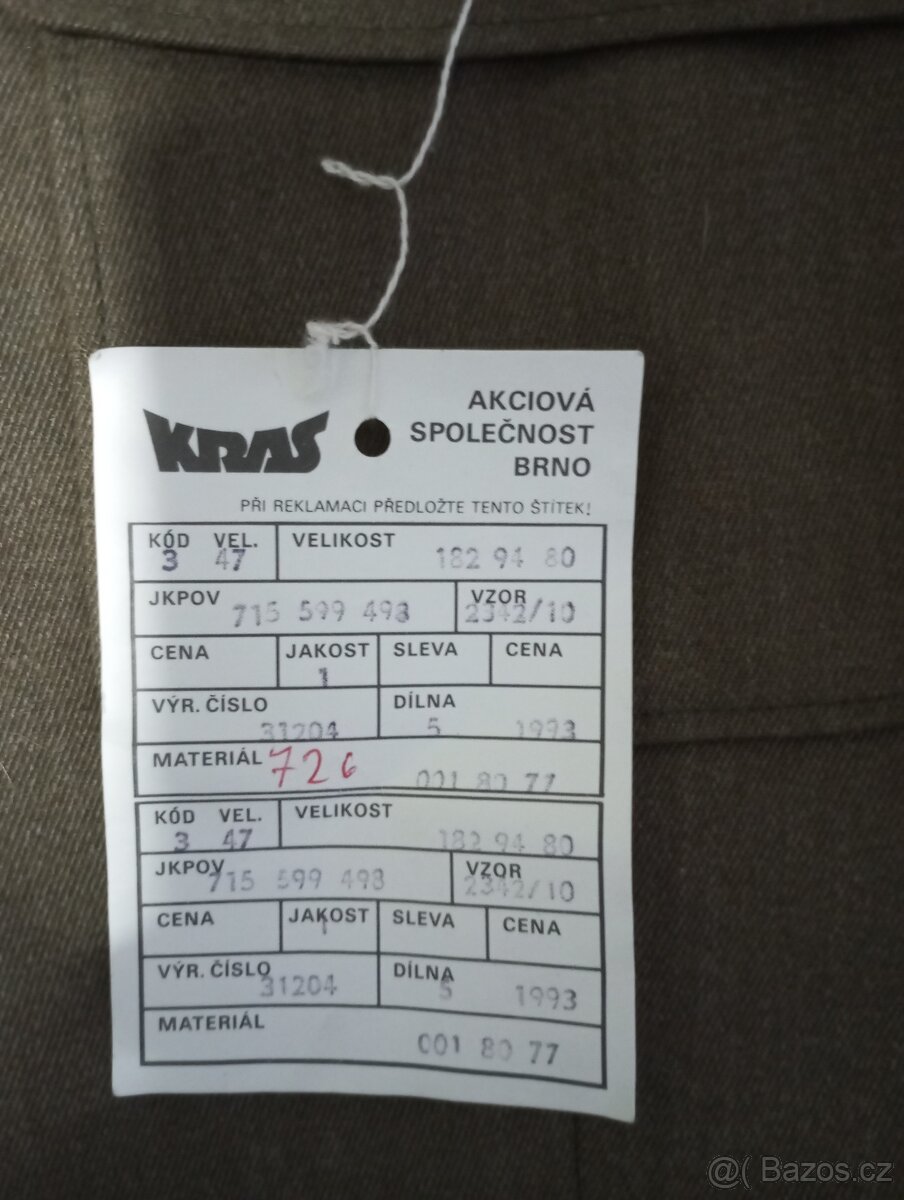 KRAS
AKCIOVÁ
SPOLEČNOST
BRNO
PŘI REKLAMACI PŘEDLOŽTE TENTO ŠTÍTEK!
KÓD VEL. VELIKOST
3 47 182 94 80
JKPOV 715 599 498 VZOR 2342/10
CENA JAKOST SLEVA CENA
1
VÝR. ČÍSLO DÍLNA
31204 5 1993
MATERIÁL 726 001 80 77
KÓD VEL. VELIKOST
3 47 182 94 80
JKPOV 715 599 498 VZOR 2342/10
CENA JAKOST SLEVA CENA
1
VÝR. ČÍSLO DÍLNA
31204 5 1993
MATERIÁL
001 80 77
@( Bazos.cz